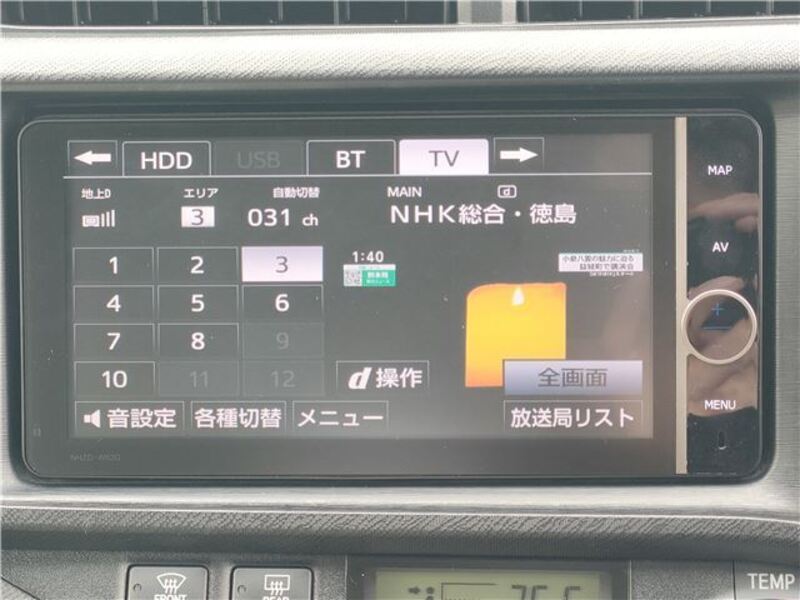 HDD USB BT TV
地上D エリア 自動切替 MAIN d
3 031 ch NHK総合・徳島
1 2 3
1:40
4 5 6
7 8 9
10 11 12
d操作
全画面
音設定 各種切替 メニュー 放送局リスト
MAP
AV
MENU
FRONT REAR
TEMP